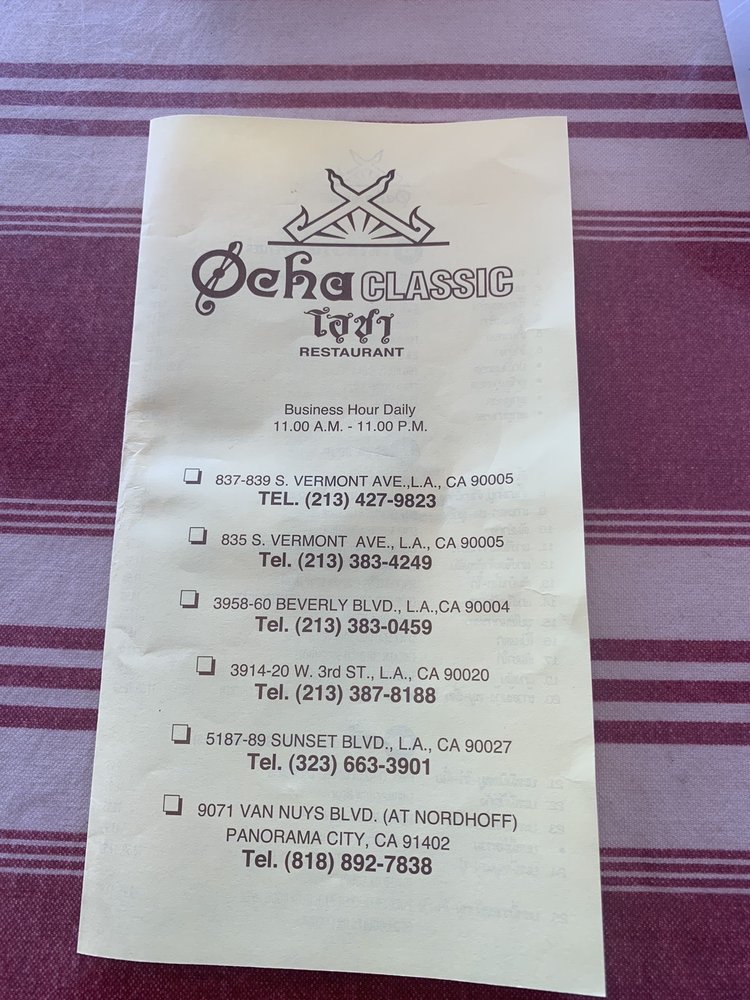 Ocha CLASSIC
โอชา
RESTAURANT
Business Hour Daily
11.00 A.M. - 11.00 P.M.
837-839 S. VERMONT AVE.,L.A., CA 90005
TEL. (213) 427-9823
835 S. VERMONT AVE., L.A., CA 90005
Tel. (213) 383-4249
3958-60 BEVERLY BLVD., L.A.,CA 90004
Tel. (213) 383-0459
3914-20 W. 3rd ST., L.A., CA 90020
Tel. (213) 387-8188
5187-89 SUNSET BLVD., L.A., CA 90027
Tel. (323) 663-3901
9071 VAN NUYS BLVD. (AT NORDHOFF)
PANORAMA CITY, CA 91402
Tel. (818) 892-7838